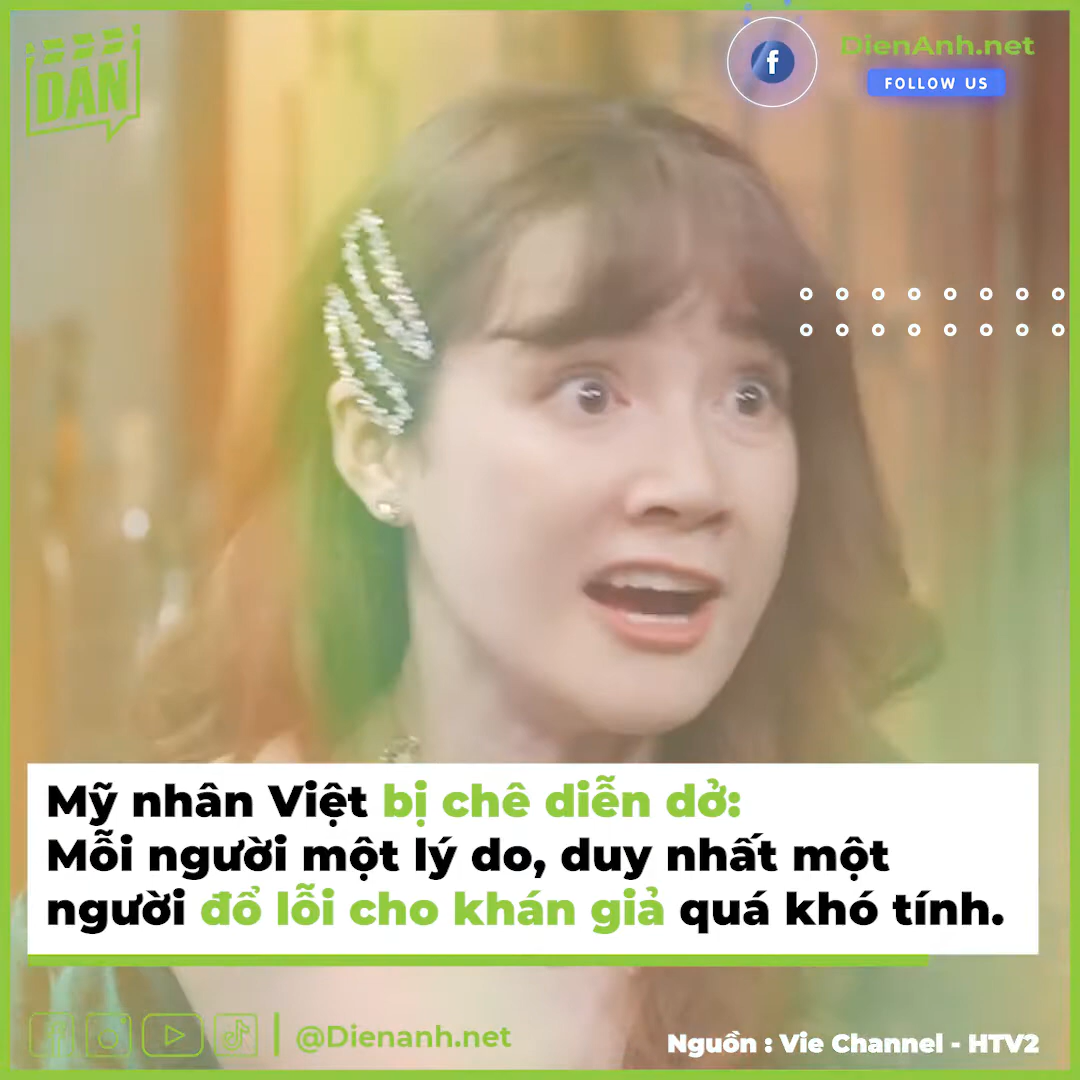 DAN
DienAnh.net
FOLLOW US
Mỹ nhân Việt bị chê diễn dở:
Mỗi người một lý do, duy nhất một
người đổ lỗi cho khán giả quá khó tính.
@Dienanh.net
Nguồn : Vie Channel - HTV2